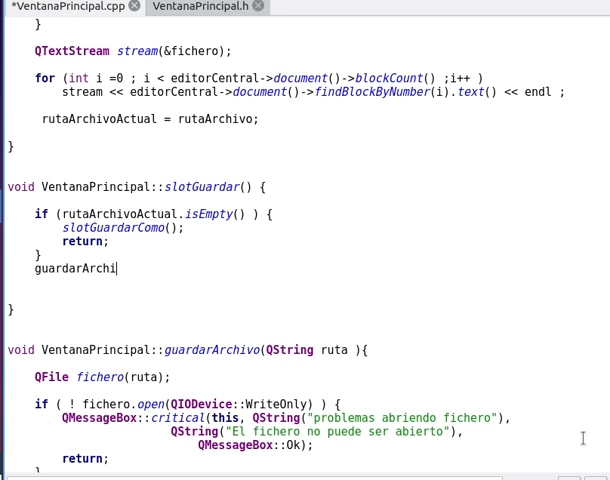 *VentanaPrincipal.cpp VentanaPrincipal.h
}
QTextStream stream(&fichero);
for (int i =0 ; i < editorCentral->document()->blockCount() ;i++ )
stream << editorCentral->document()->findBlockByNumber(i).text() << endl ;
rutaArchivoActual = rutaArchivo;
}
void VentanaPrincipal::slotGuardar() {
if (rutaArchivoActual.isEmpty() ) {
slotGuardarComo();
return;
}
guardarArchi
}
void VentanaPrincipal::guardarArchivo(QString ruta ){
QFile fichero(ruta);
if ( ! fichero.open(QIODevice::WriteOnly) ) {
QMessageBox::critical(this, QString("problemas abriendo fichero"),
QString("El fichero no puede ser abierto"),
QMessageBox::Ok);
return;
}